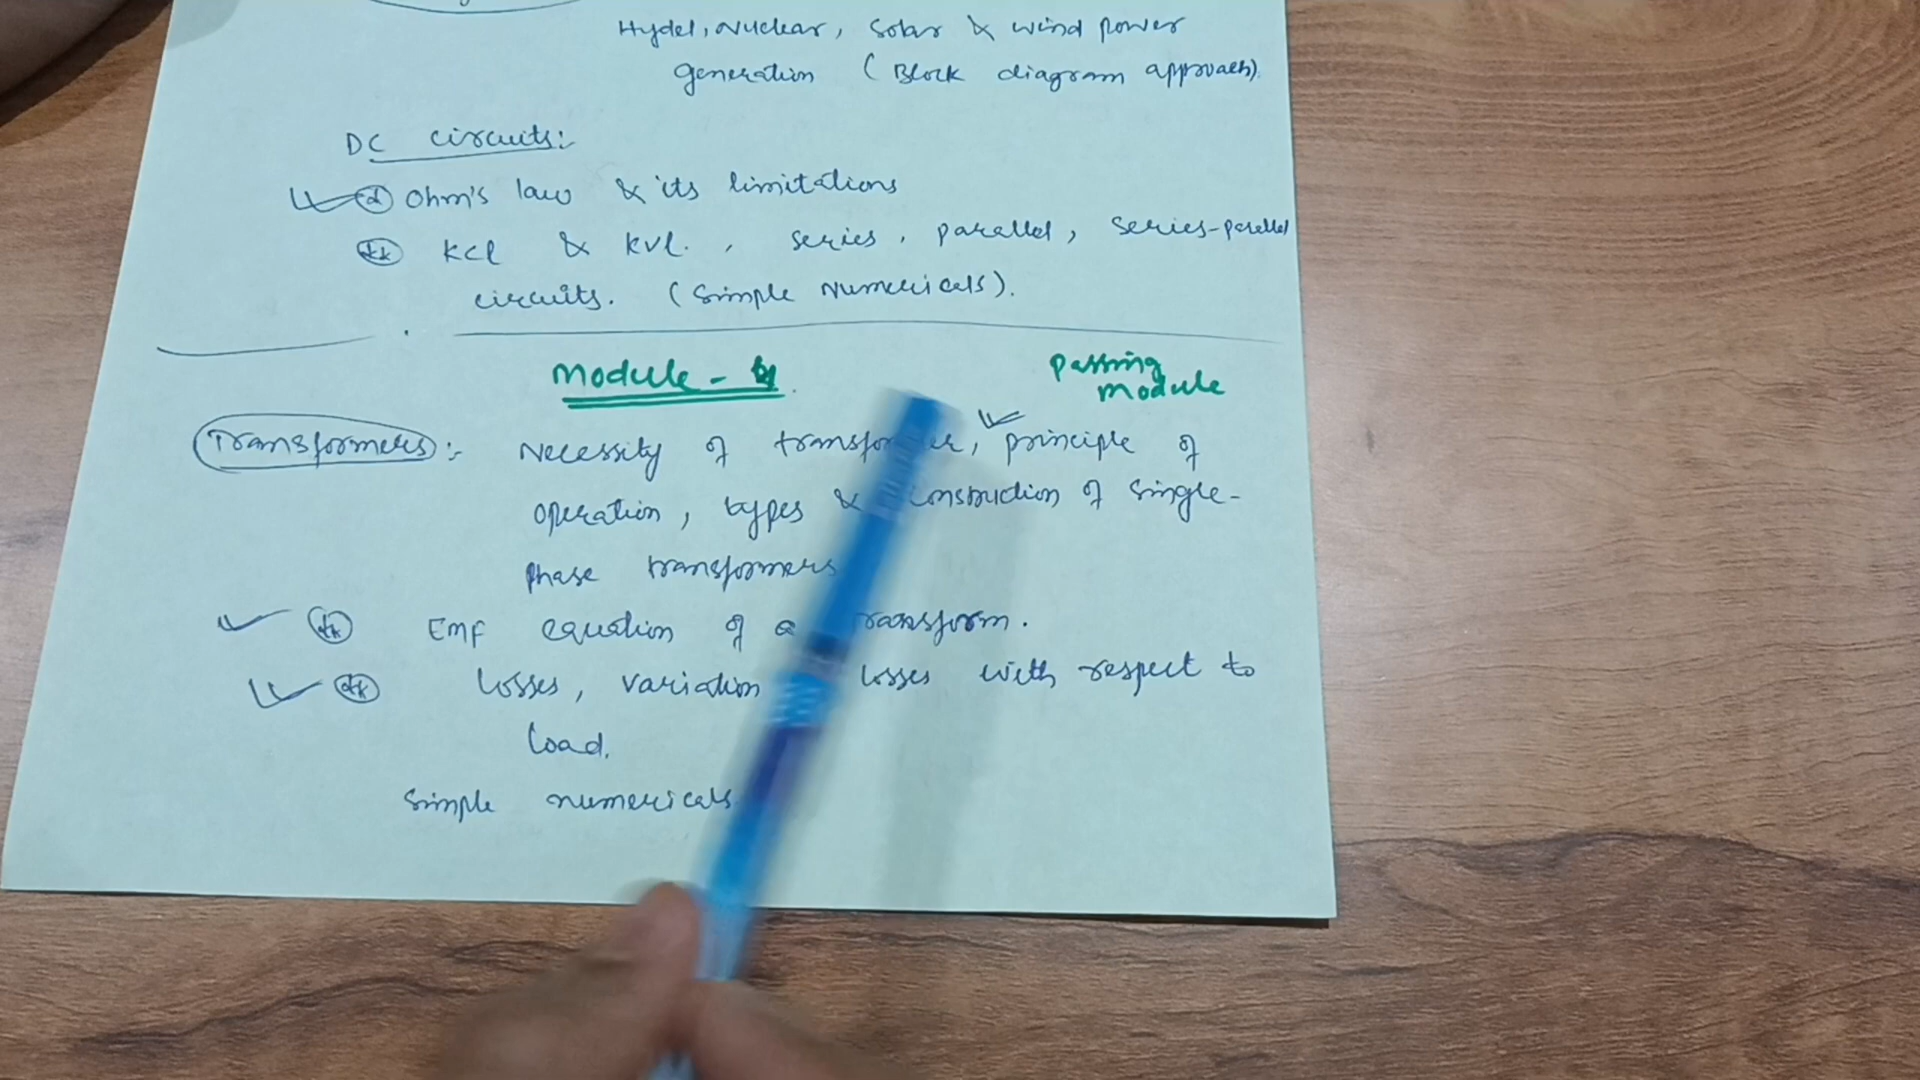 Hydel, Nuclear, Solar & wind power
generation (Block diagram approach).
DC circuits:
Ohm's law & its limitations
KCL & KVL. , series, parallel, series-parallel
circuits. (Simple Numericals).
Module - 4
Passing
module
Transformers: Necessity of transformer, principle of
operation, types & construction of single-
phase transformers
EMF equation of a transform.
losses, variation losses with respect to
load.
Simple numericals